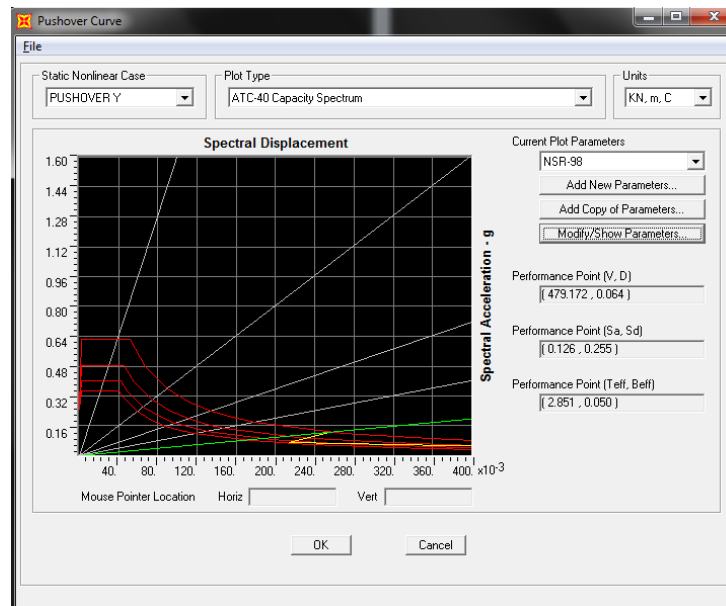 Pushover Curve
File
Static Nonlinear Case
PUSHOVER Y
Plot Type
ATC-40 Capacity Spectrum
Units
KN, m, C
Spectral Displacement
1.60
1.44
1.28
1.12
0.96
0.80
0.64
0.48
0.32
0.16
40. 80. 120. 160. 200. 240. 280. 320. 360. 400. x10-3
Spectral Acceleration - g
Mouse Pointer Location Horiz Vert
Current Plot Parameters
NSR-98
Add New Parameters...
Add Copy of Parameters...
Modify/Show Parameters...
Performance Point (V, D)
( 479.172 , 0.064 )
Performance Point (Sa, Sd)
( 0.126 , 0.255 )
Performance Point (Teff, Beff)
( 2.851 , 0.050 )
OK Cancel